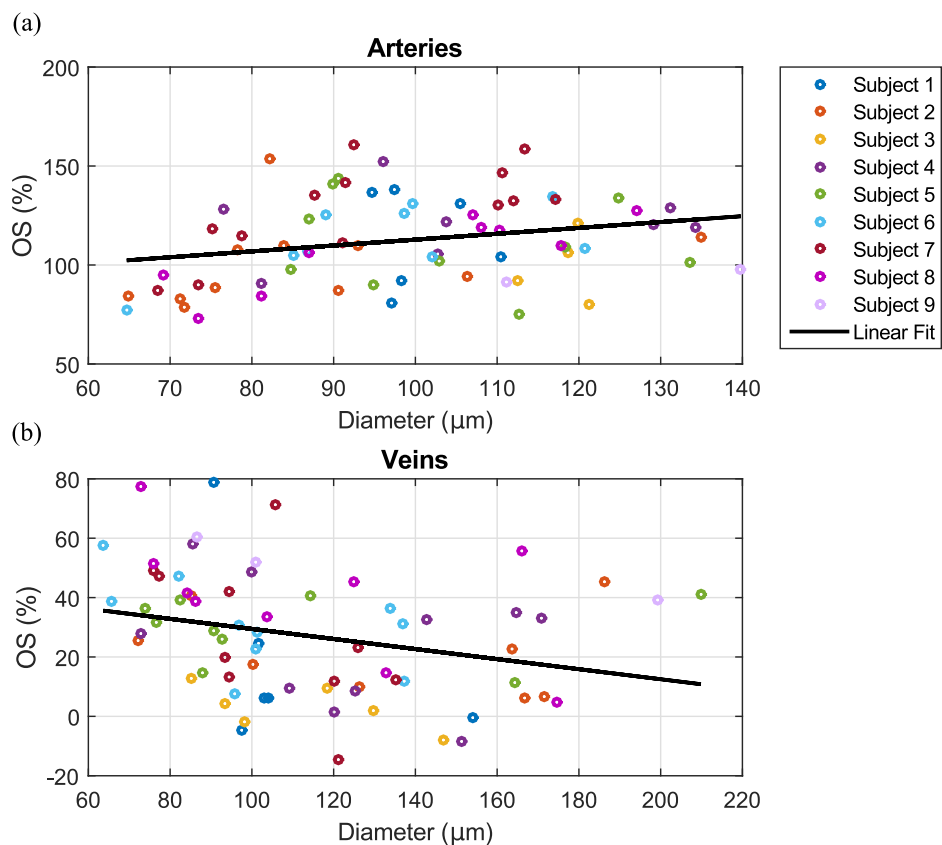 (a)
Arteries
200
150
100
50
OS (%)
60 70 80 90 100 110 120 130 140
Diameter (µm)
Subject 1
Subject 2
Subject 3
Subject 4
Subject 5
Subject 6
Subject 7
Subject 8
Subject 9
Linear Fit
(b)
Veins
80
60
40
20
0
-20
OS (%)
60 80 100 120 140 160 180 200 220
Diameter (µm)